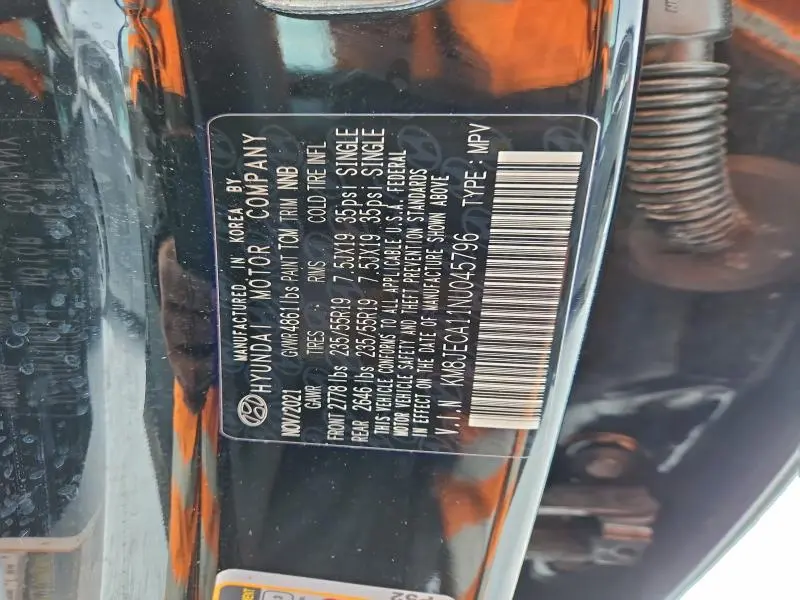 MANUFACTURED IN KOREA BY
HYUNDAI MOTOR COMPANY
NOV/2021 GVWR 4861lbs PAINT TCM TRIM NNB
GAWR TIRES RIMS COLD TIRE INFL
FRONT 2778 lbs 235/55R19 7.5JX19 35psi SINGLE
REAR 2646 lbs 235/55R19 7.5JX19 35psi SINGLE
THIS VEHICLE CONFORMS TO ALL APPLICABLE U.S.A. FEDERAL
MOTOR VEHICLE SAFETY AND THEFT PREVENTION STANDARDS
IN EFFECT ON THE DATE OF MANUFACTURE SHOWN ABOVE
V.I.N KM8JECA11NU045796 TYPE : MPV